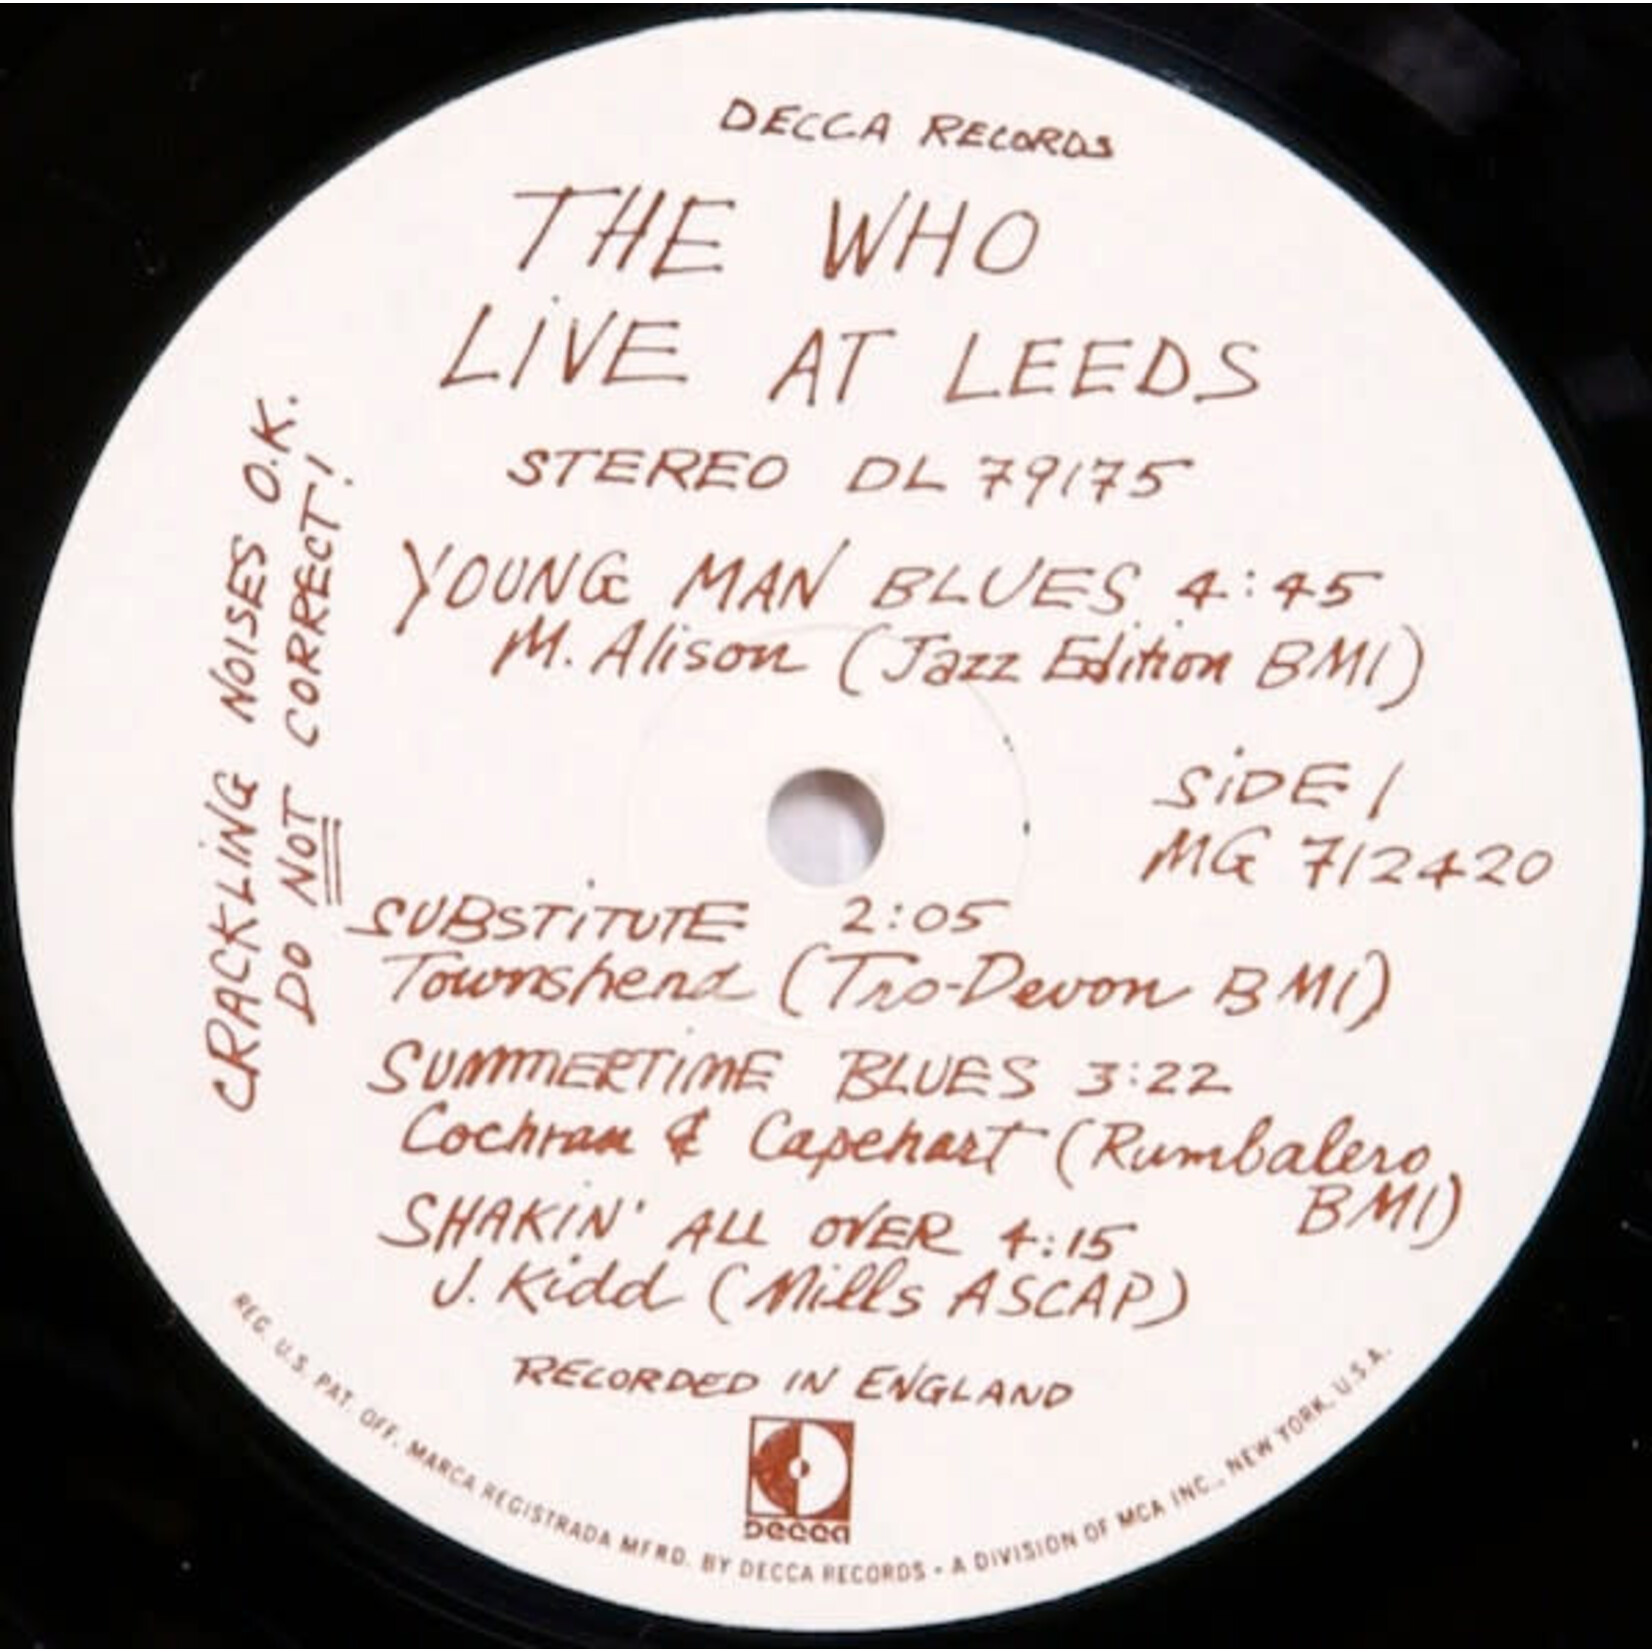 DECCA RECORDS
THE WHO
LIVE AT LEEDS
STEREO DL 79175
CRACKLING NOISES O.K.
DO NOT CORRECT!
YOUNG MAN BLUES 4:45
M. Alison (Jazz Edition BMI)
SIDE 1
MG 712420
SUBSTITUTE 2:05
Townshend (Tro-Devon BMI)
SUMMERTIME BLUES 3:22
Cochran & Capehart (Rumbalero,
BMI)
SHAKIN' ALL OVER 4:15
J. Kidd (Mills ASCAP)
RECORDED IN ENGLAND
DECCA
REG. U.S. PAT. OFF. MARCA REGISTRADA MFRD. BY DECCA RECORDS • A DIVISION OF MCA INC., NEW YORK, U.S.A.